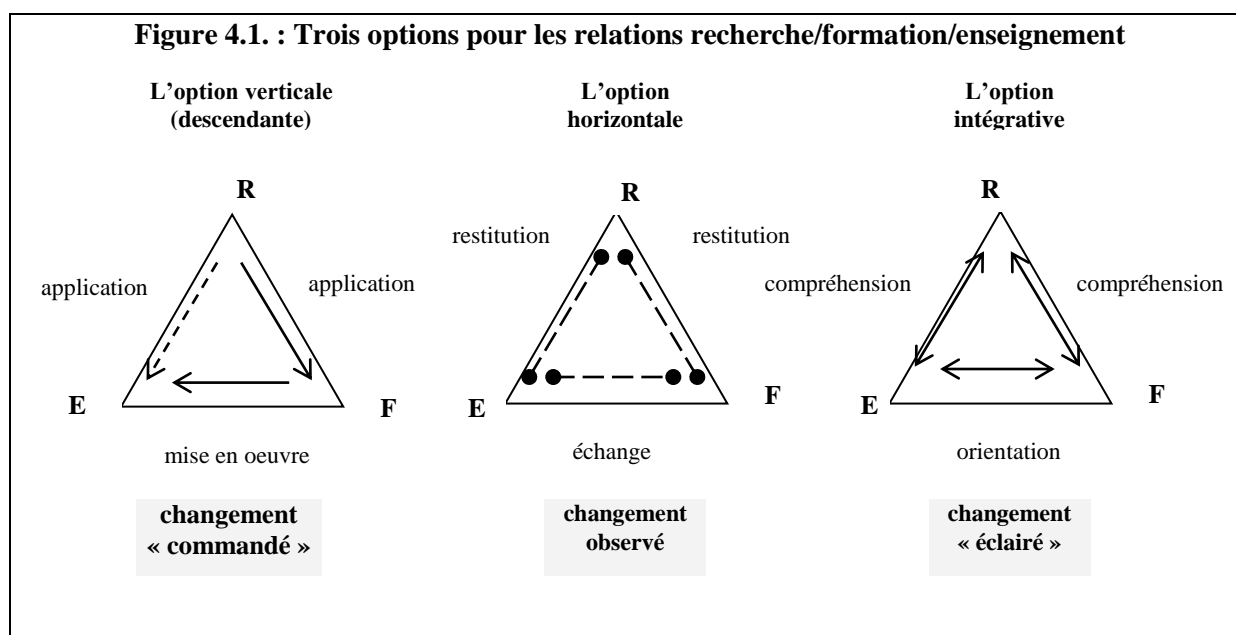 Figure 4.1. : Trois options pour les relations recherche/formation/enseignement
L’option verticale
(descendante)
R
application
application
E
F
mise en oeuvre
changement
« commandé »
L’option
horizontale
R
restitution
restitution
E
F
échange
changement
observé
L’option
intégrative
R
compréhension
compréhension
E
F
orientation
changement
« éclairé »